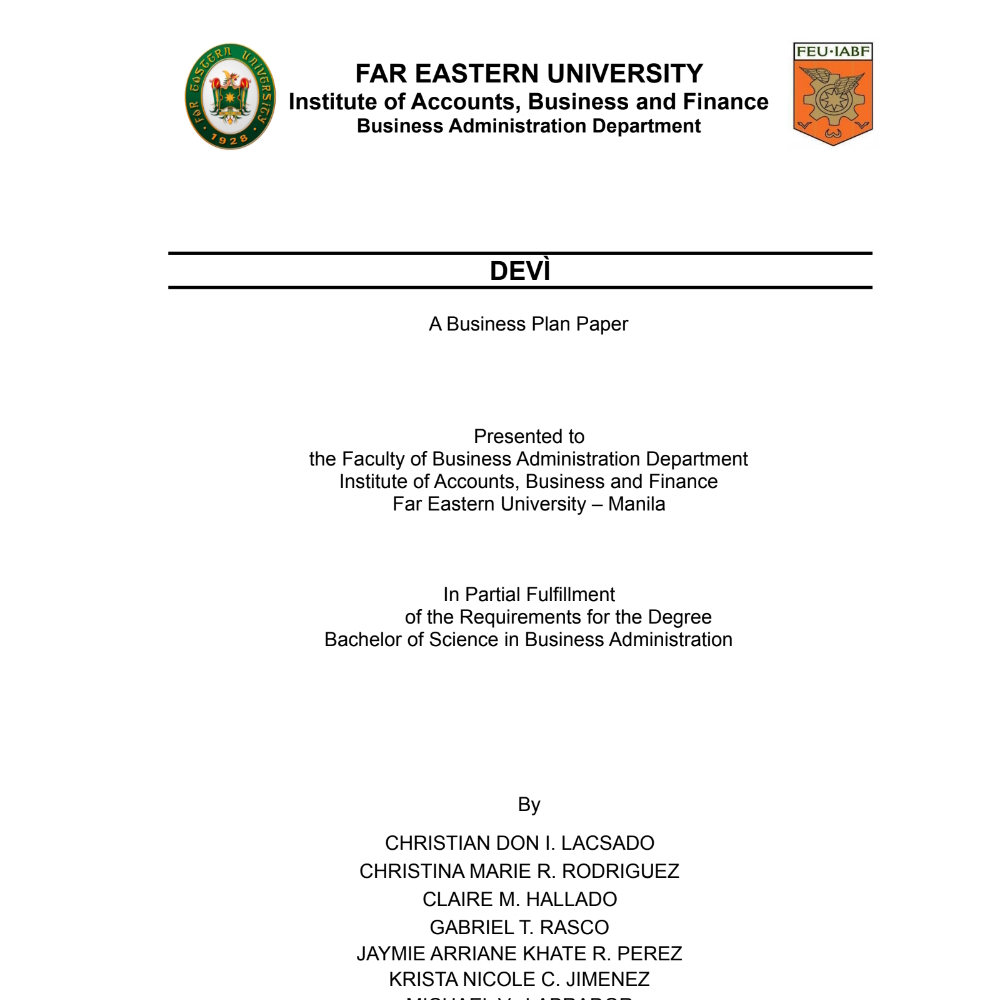 FAR EASTERN UNIVERSITY
1928
FEU·IABF
FAR EASTERN UNIVERSITY
Institute of Accounts, Business and Finance
Business Administration Department
DEVÌ
A Business Plan Paper
Presented to
the Faculty of Business Administration Department
Institute of Accounts, Business and Finance
Far Eastern University – Manila
In Partial Fulfillment
of the Requirements for the Degree
Bachelor of Science in Business Administration
By
CHRISTIAN DON I. LACSADO
CHRISTINA MARIE R. RODRIGUEZ
CLAIRE M. HALLADO
GABRIEL T. RASCO
JAYMIE ARRIANE KHATE R. PEREZ
KRISTA NICOLE C. JIMENEZ